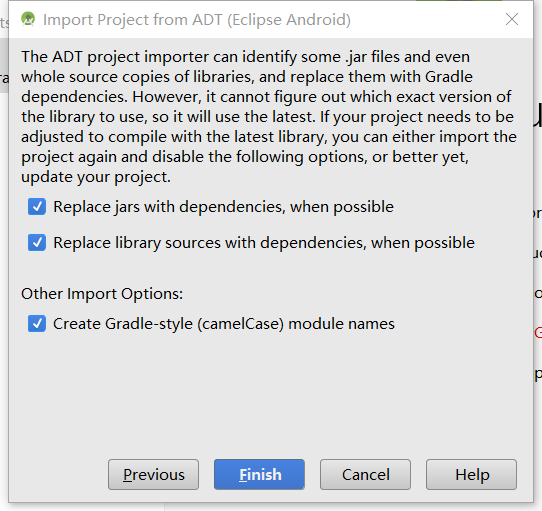 Import Project from ADT (Eclipse Android)
The ADT project importer can identify some .jar files and even
whole source copies of libraries, and replace them with Gradle
dependencies. However, it cannot figure out which exact version of
the library to use, so it will use the latest. If your project needs to be
adjusted to compile with the latest library, you can either import the
project again and disable the following options, or better yet,
update your project.
Replace jars with dependencies, when possible
Replace library sources with dependencies, when possible
Other Import Options:
Create Gradle-style (camelCase) module names
Previous Finish Cancel Help